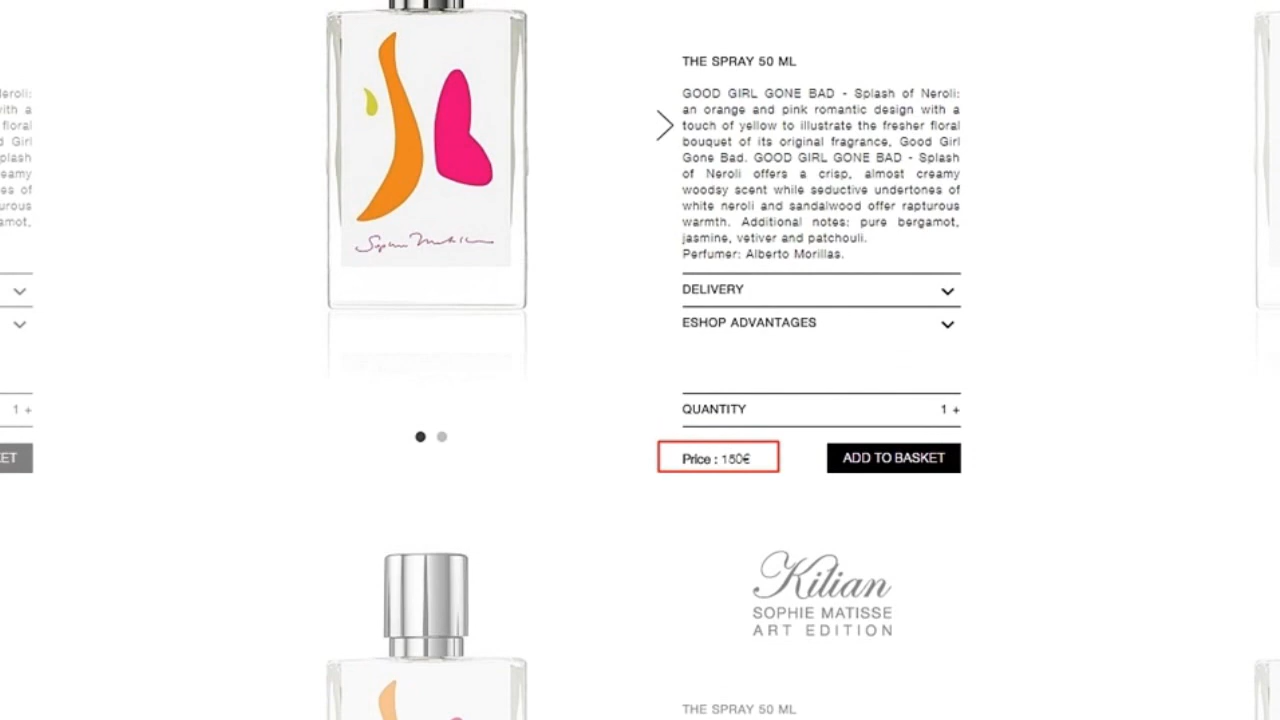 THE SPRAY 50 ML
GOOD GIRL GONE BAD - Splash of Neroli:
an orange and pink romantic design with a
touch of yellow to illustrate the fresher floral
bouquet of its original fragrance, Good Girl
Gone Bad. GOOD GIRL GONE BAD - Splash
of Neroli offers a crisp, almost creamy
woodsy scent while seductive undertones of
white neroli and sandalwood offer rapturous
warmth. Additional notes: pure bergamot,
jasmine, vetiver and patchouli.
Perfumer: Alberto Morillas.
DELIVERY
ESHOP ADVANTAGES
QUANTITY 1 +
Price : 150€ ADD TO BASKET
Kilian
SOPHIE MATISSE
ART EDITION
THE SPRAY 50 ML